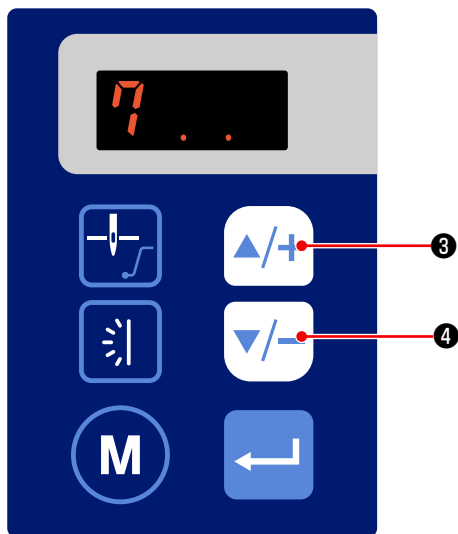 7 . .
▲/+ ❸
▼/− ❹
M